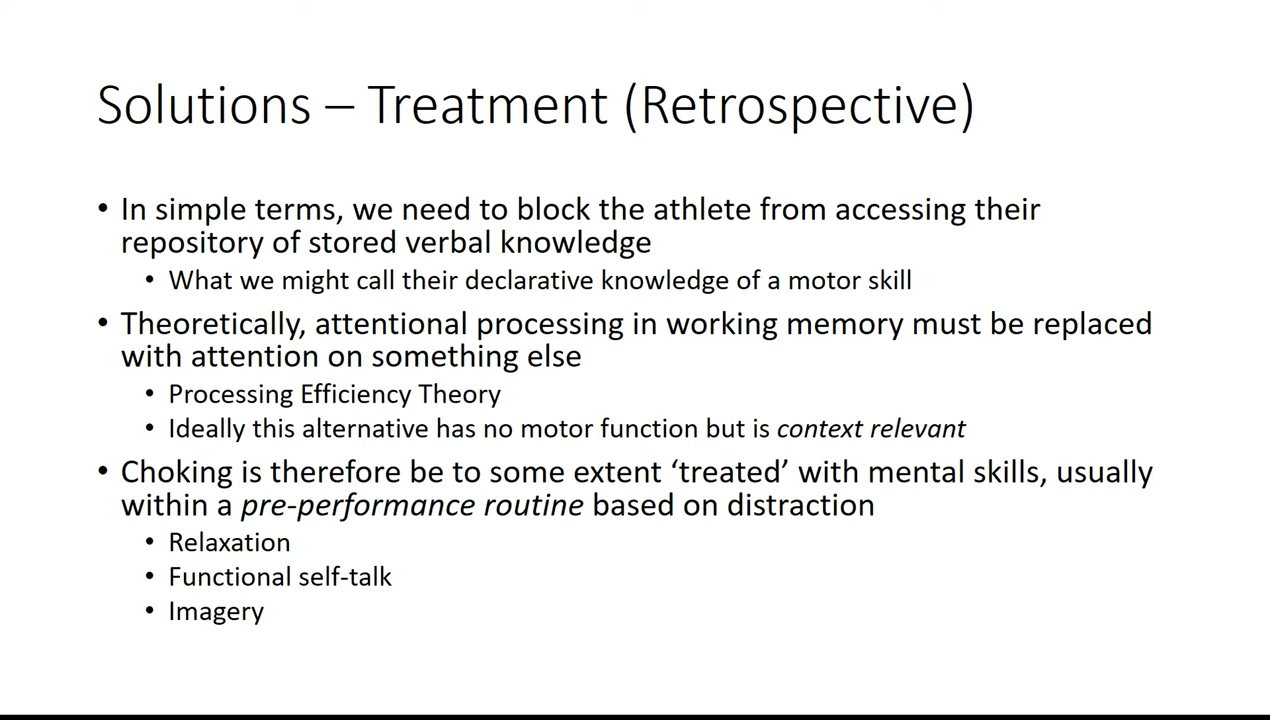 Solutions – Treatment (Retrospective)
• In simple terms, we need to block the athlete from accessing their
repository of stored verbal knowledge
• What we might call their declarative knowledge of a motor skill
• Theoretically, attentional processing in working memory must be replaced
with attention on something else
• Processing Efficiency Theory
• Ideally this alternative has no motor function but is context relevant
• Choking is therefore be to some extent ‘treated’ with mental skills, usually
within a pre-performance routine based on distraction
• Relaxation
• Functional self-talk
• Imagery